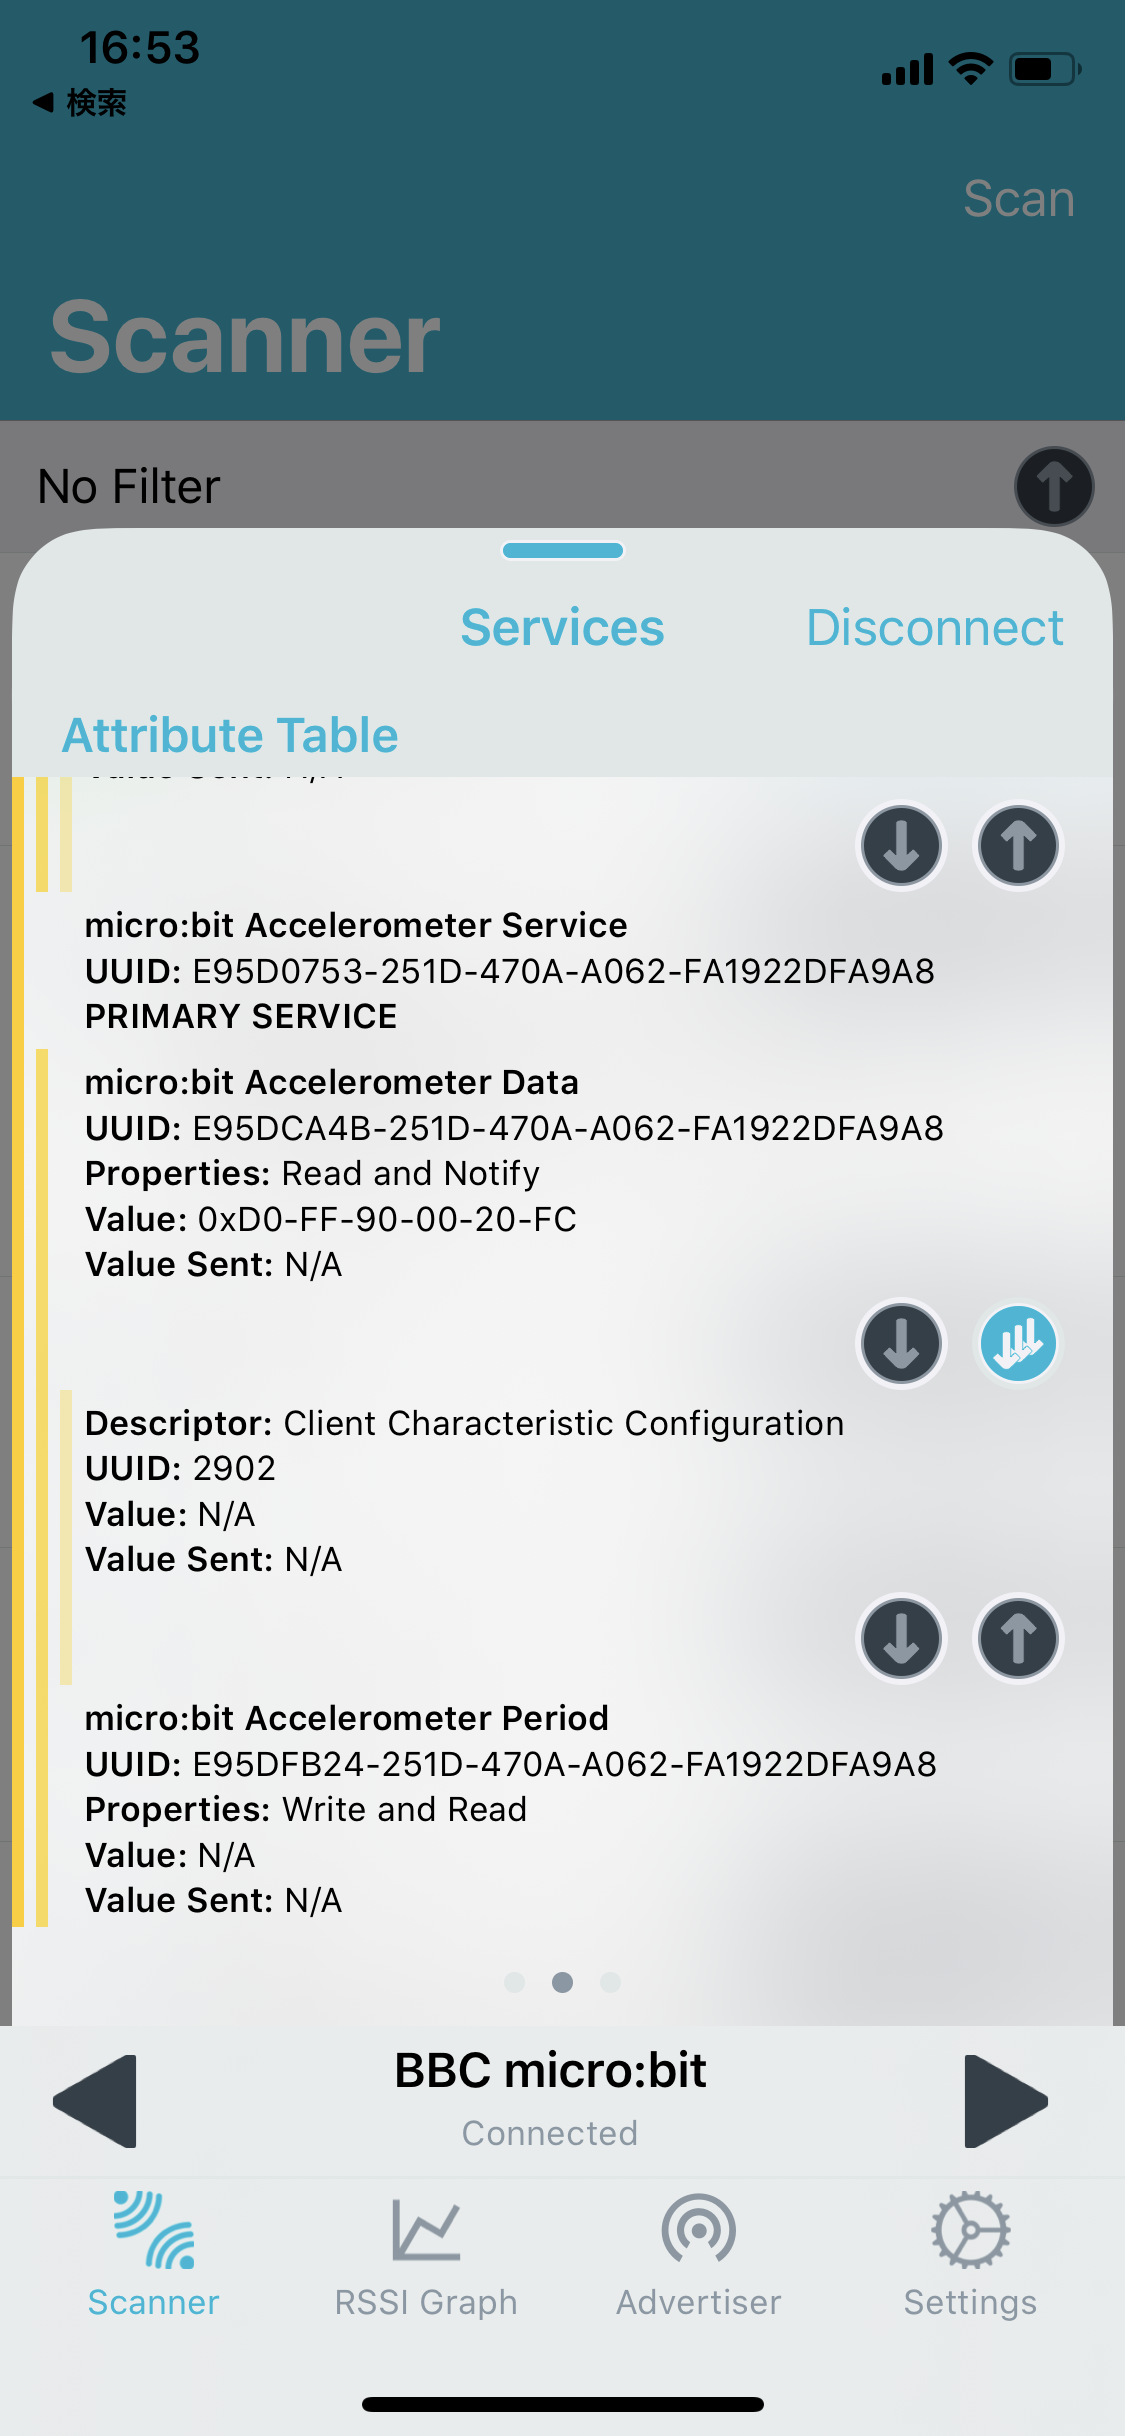 16:53
◀ 検索
Scan
Scanner
No Filter
Services
Disconnect
Attribute Table
Value Sent: N/A
micro:bit Accelerometer Service
UUID: E95D0753-251D-470A-A062-FA1922DFA9A8
PRIMARY SERVICE
micro:bit Accelerometer Data
UUID: E95DCA4B-251D-470A-A062-FA1922DFA9A8
Properties: Read and Notify
Value: 0xD0-FF-90-00-20-FC
Value Sent: N/A
Descriptor: Client Characteristic Configuration
UUID: 2902
Value: N/A
Value Sent: N/A
micro:bit Accelerometer Period
UUID: E95DFB24-251D-470A-A062-FA1922DFA9A8
Properties: Write and Read
Value: N/A
Value Sent: N/A
BBC micro:bit
Connected
Scanner
RSSI Graph
Advertiser
Settings